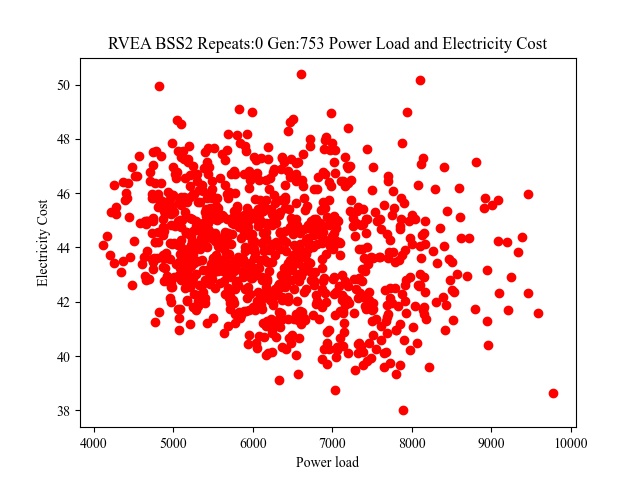 RVEA BSS2 Repeats:0 Gen:753 Power Load and Electricity Cost
50
48
46
44
42
40
38
Electricity Cost
4000 5000 6000 7000 8000 9000 10000
Power load